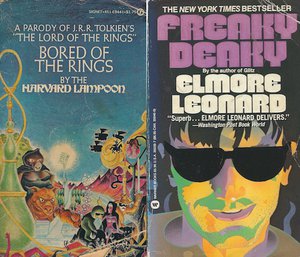 A PARODY OF J.R.R. TOLKIEN'S
"THE LORD OF THE RINGS"
BORED OF
THE RINGS
BY THE
HARVARD LAMPOON
THE NEW YORK TIMES BESTSELLER
FREAKY
DEAKY
By the author of Glitz
ELMORE
LEONARD
"Superb... ELMORE LEONARD DELIVERS."
—Washington Post Book World